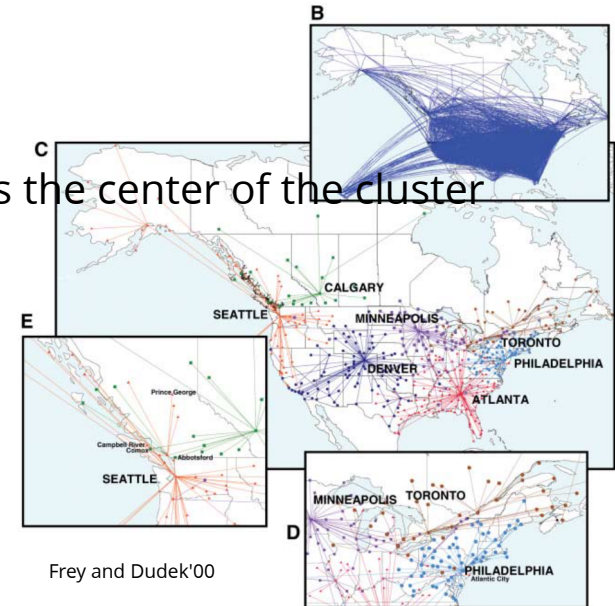 B
C
s the center of the cluster
CALGARY
SEATTLE
MINNEAPOLIS
E
TORONTO
PHILADELPHIA
DENVER
Prince George
ATLANTA
Campbell River
Comox
Abbotsford
SEATTLE
MINNEAPOLIS TORONTO
D
Frey and Dudek'00
PHILADELPHIA
Atlantic City